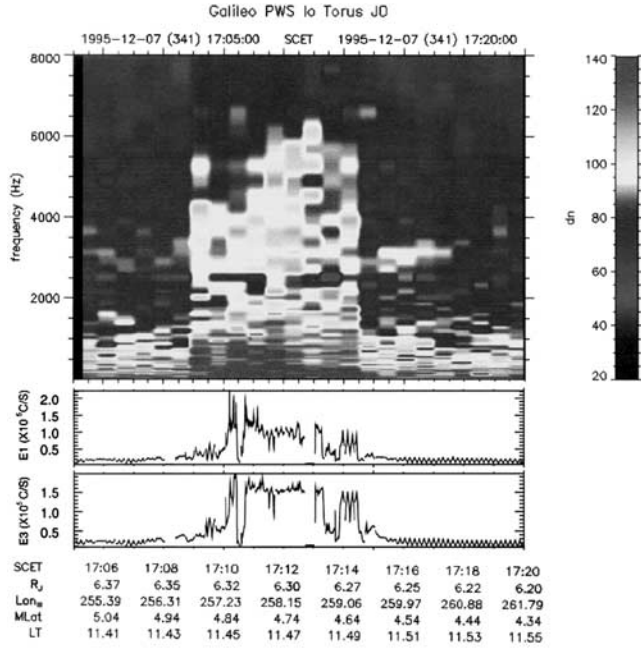 Galileo PWS Io Torus J0
1995-12-07 (341) 17:05:00 SCET 1995-12-07 (341) 17:20:00
8000
6000
4000
2000
frequency (Hz)
140
120
100
80
60
40
20
dn
2.0
1.5
1.0
0.5
E1 (X10⁵C/S)
1.5
1.0
0.5
E3 (X10⁵C/S)
SCET 17:06 17:08 17:10 17:12 17:14 17:16 17:18 17:20
R_J 6.37 6.35 6.32 6.30 6.27 6.25 6.22 6.20
Lon_III 255.39 256.31 257.23 258.15 259.06 259.97 260.88 261.79
MLat 5.04 4.94 4.84 4.74 4.64 4.54 4.44 4.34
LT 11.41 11.43 11.45 11.47 11.49 11.51 11.53 11.55